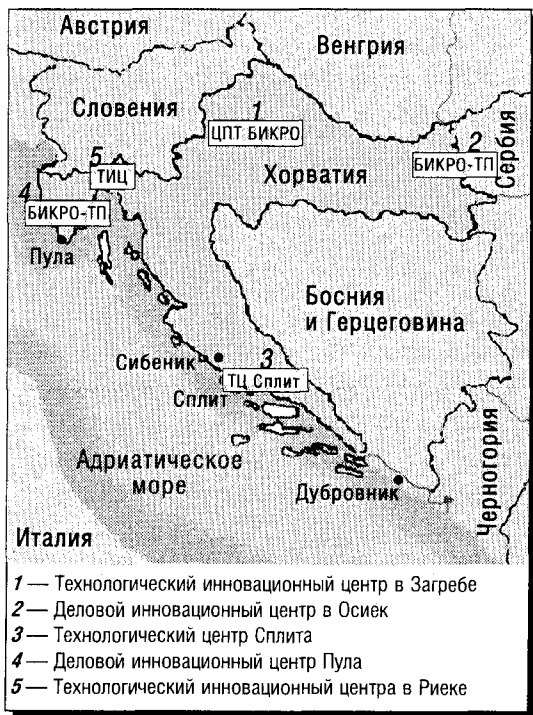 Австрия
Венгрия
Словения
1
ЦПТ БИКРО
2
БИКРО-ТП
Сербия
5
ТИЦ
Хорватия
4
БИКРО-ТП
Пула
Босния
и Герцеговина
Сибеник
3
ТЦ Сплит
Сплит
Адриатическое
море
Дубровник
Черногория
Италия
1 — Технологический инновационный центр в Загребе
2 — Деловой инновационный центр в Осиек
3 — Технологический центр Сплита
4 — Деловой инновационный центр Пула
5 — Технологический инновационный центра в Риеке